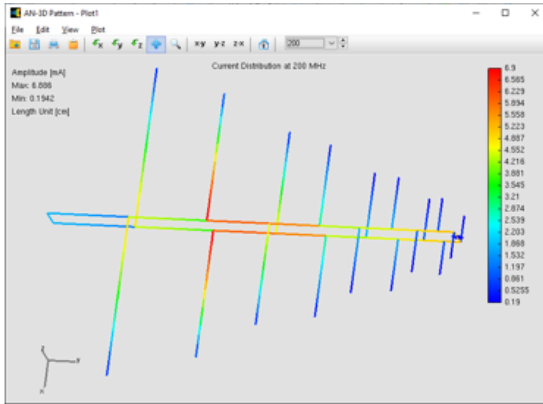 AN-3D Pattern - Plot1
File Edit View Plot
εx εy εz x-y y-z z-x 200
Current Distribution at 200 MHz
Amplitude [mA]
Max: 6.886
Min: 0.1942
Length Unit [cm]
6.9
6.565
6.229
5.894
5.558
5.223
4.887
4.552
4.216
3.881
3.545
3.21
2.874
2.539
2.203
1.868
1.532
1.197
0.861
0.5255
0.19
z
y
x